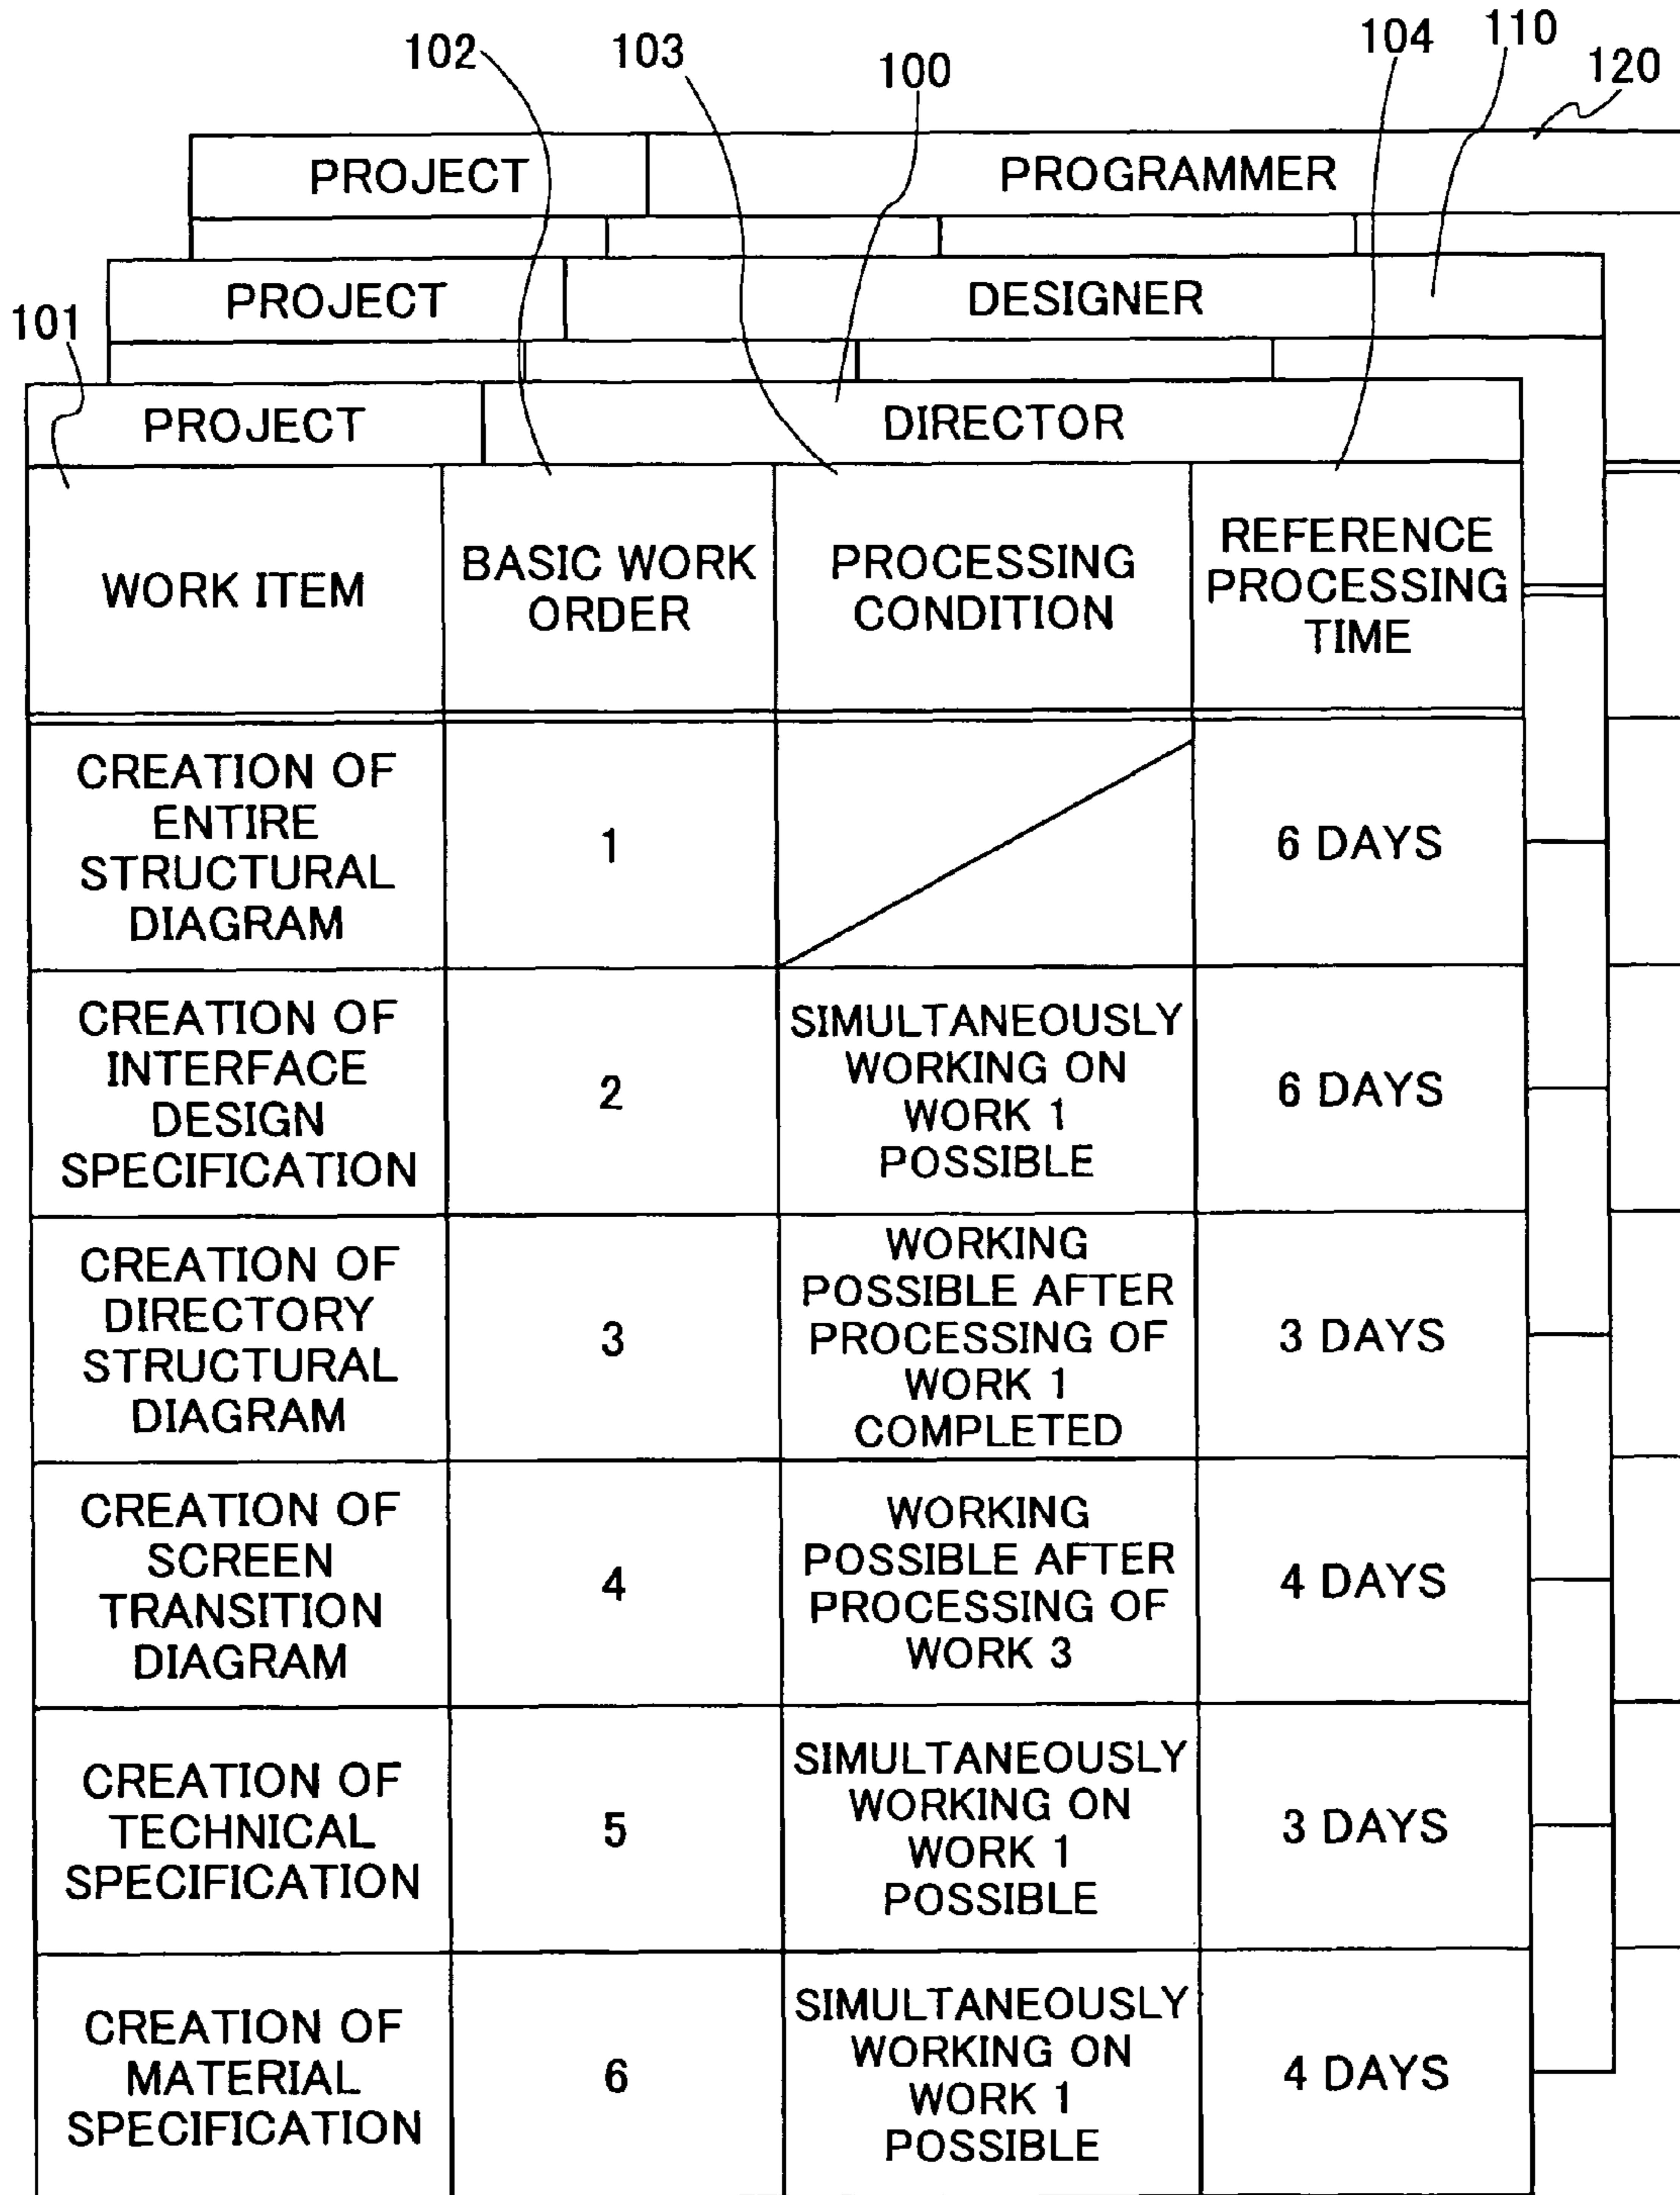 102
103
100
104
110
120
PROJECT
PROGRAMMER
PROJECT
DESIGNER
101
PROJECT
DIRECTOR
WORK ITEM
BASIC WORK
ORDER
PROCESSING
CONDITION
REFERENCE
PROCESSING
TIME
CREATION OF
ENTIRE
STRUCTURAL
DIAGRAM
1
6 DAYS
CREATION OF
INTERFACE
DESIGN
SPECIFICATION
2
SIMULTANEOUSLY
WORKING ON
WORK 1
POSSIBLE
6 DAYS
CREATION OF
DIRECTORY
STRUCTURAL
DIAGRAM
3
WORKING
POSSIBLE AFTER
PROCESSING OF
WORK 1
COMPLETED
3 DAYS
CREATION OF
SCREEN
TRANSITION
DIAGRAM
4
WORKING
POSSIBLE AFTER
PROCESSING OF
WORK 3
4 DAYS
CREATION OF
TECHNICAL
SPECIFICATION
5
SIMULTANEOUSLY
WORKING ON
WORK 1
POSSIBLE
3 DAYS
CREATION OF
MATERIAL
SPECIFICATION
6
SIMULTANEOUSLY
WORKING ON
WORK 1
POSSIBLE
4 DAYS